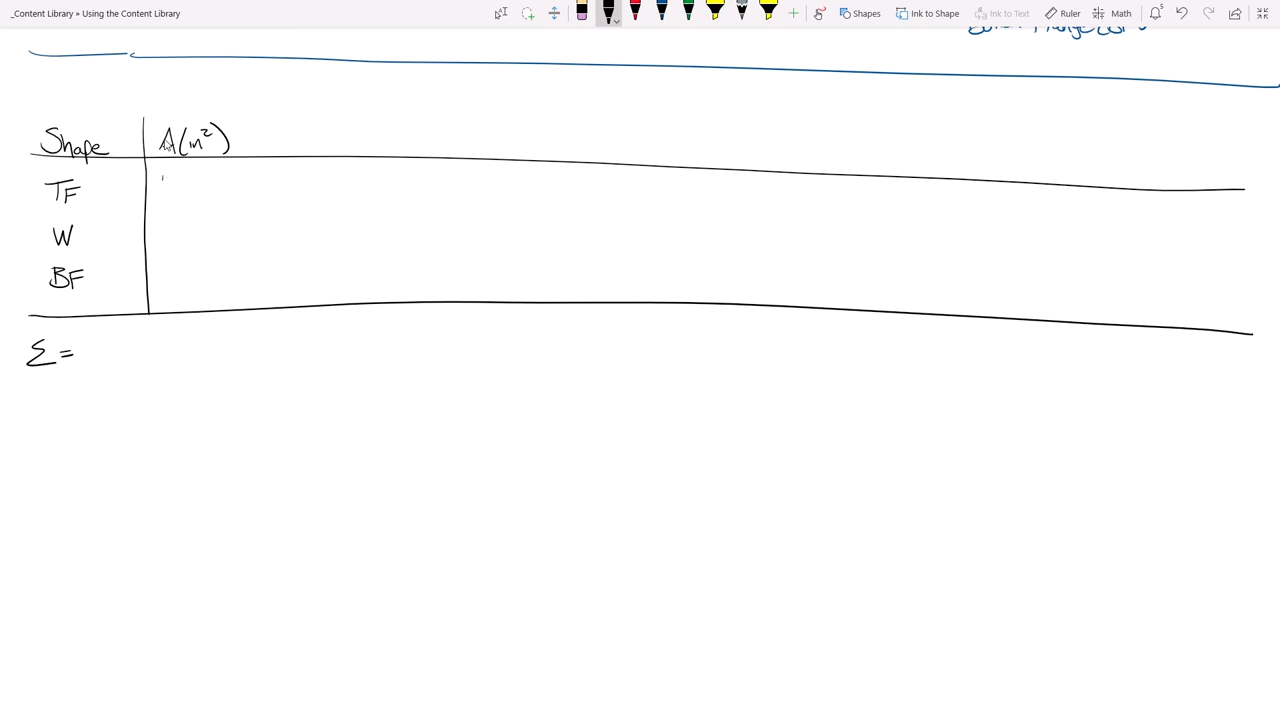 _Content Library » Using the Content Library
Shapes Ink to Shape Ink to Text Ruler Math 5
Shape A(in²)
TF
W
BF
Σ =